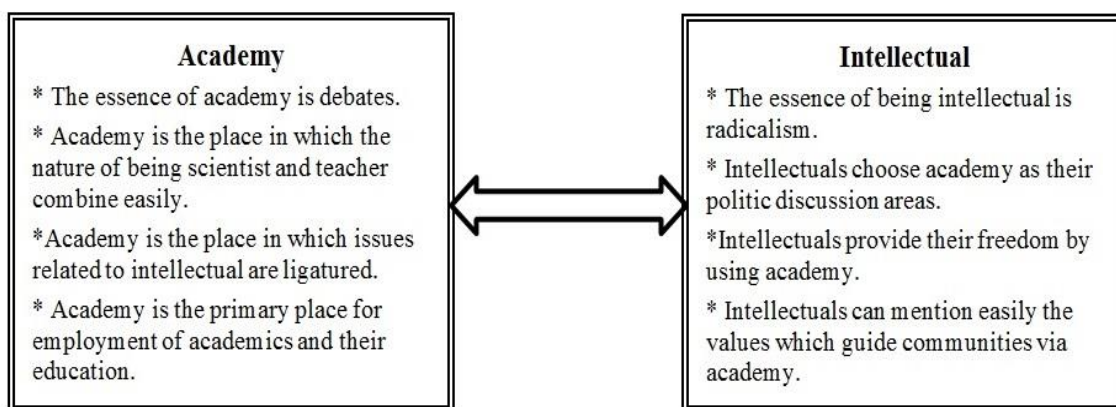 Academy
* The essence of academy is debates.
* Academy is the place in which the
nature of being scientist and teacher
combine easily.
*Academy is the place in which issues
related to intellectual are ligatured.
* Academy is the primary place for
employment of academics and their
education.
Intellectual
* The essence of being intellectual is
radicalism.
* Intellectuals choose academy as their
politic discussion areas.
*Intellectuals provide their freedom by
using academy.
* Intellectuals can mention easily the
values which guide communities via
academy.